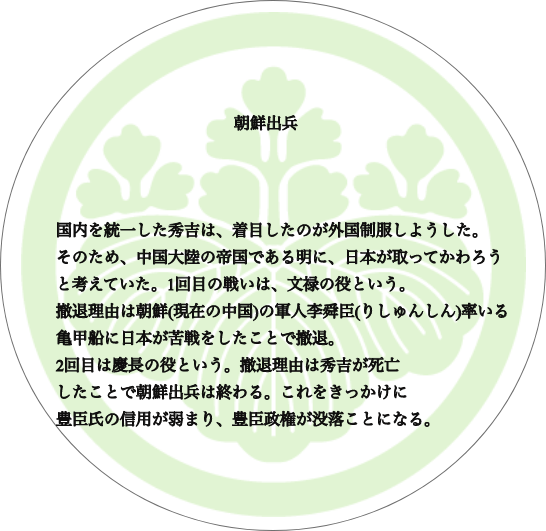 朝鮮出兵
国内を統一した秀吉は、着目したのが外国制服しようした。
そのため、中国大陸の帝国である明に、日本が取ってかわろう
と考えていた。1回目の戦いは、文禄の役という。
撤退理由は朝鮮(現在の中国)の軍人李舜臣(りしゅんしん)率いる
亀甲船に日本が苦戦をしたことで撤退。
2回目は慶長の役という。撤退理由は秀吉が死亡
したことで朝鮮出兵は終わる。これをきっかけに
豊臣氏の信用が弱まり、豊臣政権が没落ことになる。